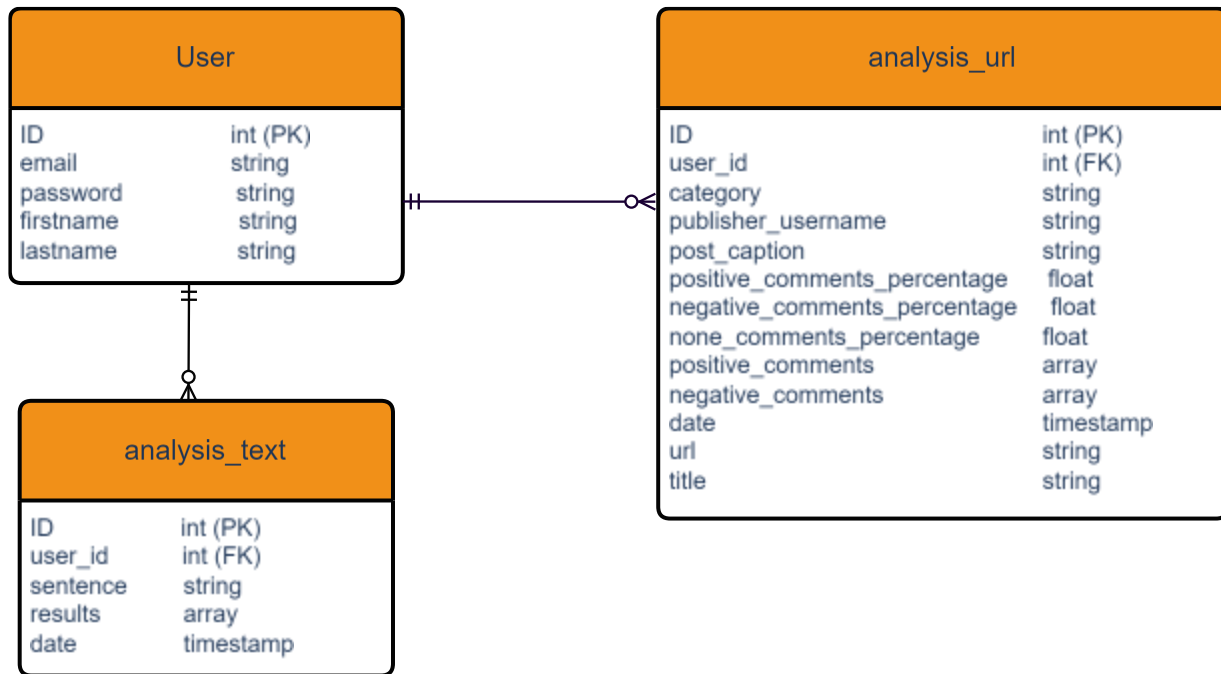 User
ID int (PK)
email string
password string
firstname string
lastname string
analysis_url
ID int (PK)
user_id int (FK)
category string
publisher_username string
post_caption string
positive_comments_percentage float
negative_comments_percentage float
none_comments_percentage float
positive_comments array
negative_comments array
date timestamp
url string
title string
analysis_text
ID int (PK)
user_id int (FK)
sentence string
results array
date timestamp